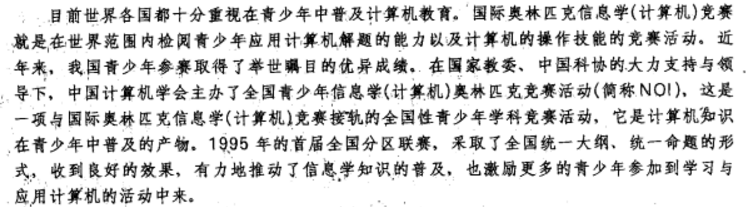 目前世界各国都十分重视在青少年中普及计算机教育。国际奥林匹克信息学(计算机)竞赛
就是在世界范围内检阅青少年应用计算机解题的能力以及计算机的操作技能的竞赛活动。近
年来，我国青少年参赛取得了举世瞩目的优异成绩。在国家教委、中国科协的大力支持与领
导下，中国计算机学会主办了全国青少年信息学(计算机)奥林匹克竞赛活动(简称NOI)，这是
一项与国际奥林匹克信息学(计算机)竞赛接轨的全国性青少年学科竞赛活动，它是计算机知识
在青少年中普及的产物。1995 年的首届全国分区联赛，采取了全国统一大纲、统一命题的形
式，收到良好的效果，有力地推动了信息学知识的普及，也激励更多的青少年参加到学习与
应用计算机的活动中来。